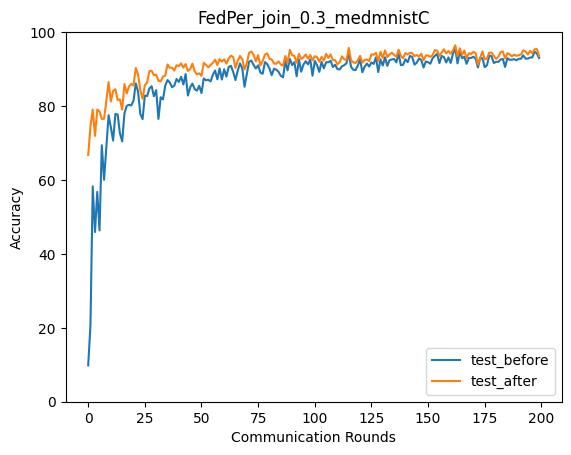 FedPer_join_0.3_medmnistC
Accuracy
100
80
60
40
20
0
0 25 50 75 100 125 150 175 200
Communication Rounds
test_before
test_after